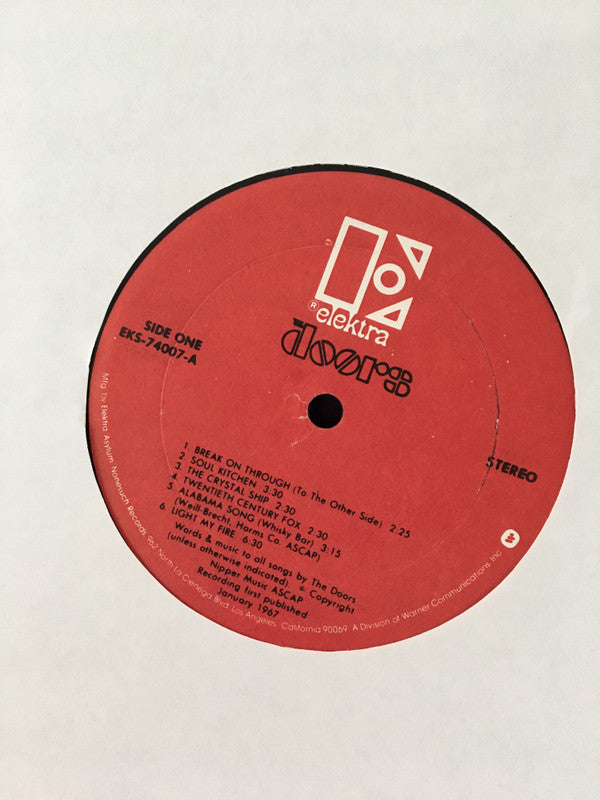 ® elektra
the doors
SIDE ONE
EKS-74007-A
STEREO
1. BREAK ON THROUGH (To The Other Side) 2:25
2. SOUL KITCHEN 3:30
3. THE CRYSTAL SHIP 2:30
4. TWENTIETH CENTURY FOX 2:30
5. ALABAMA SONG (Whisky Bar) 3:15
(Weill-Brecht, Harms Co. ASCAP)
6. LIGHT MY FIRE 6:30
Words & music to all songs by The Doors
(unless otherwise indicated). © Copyright
Nipper Music ASCAP
Recording first published
January 1967
Mfg. by Elektra Asylum Nonesuch Records, 962 North La Cienega Blvd. Los Angeles, California 90069. A Division of Warner Communications, Inc.